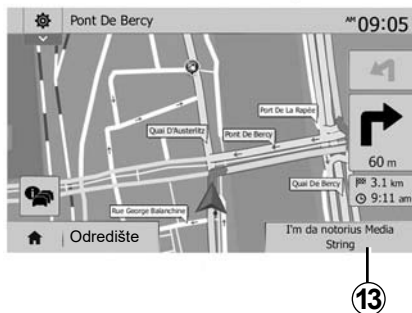 Pont De Bercy
AM 09:05
Port De La Rapée
Quai D'Austerlitz
Pont De Bercy
60 m
Quai De Bercy
3.1 km
9:11 am
Rue George Balanchine
Odredište
I'm da notorius Media
String
13